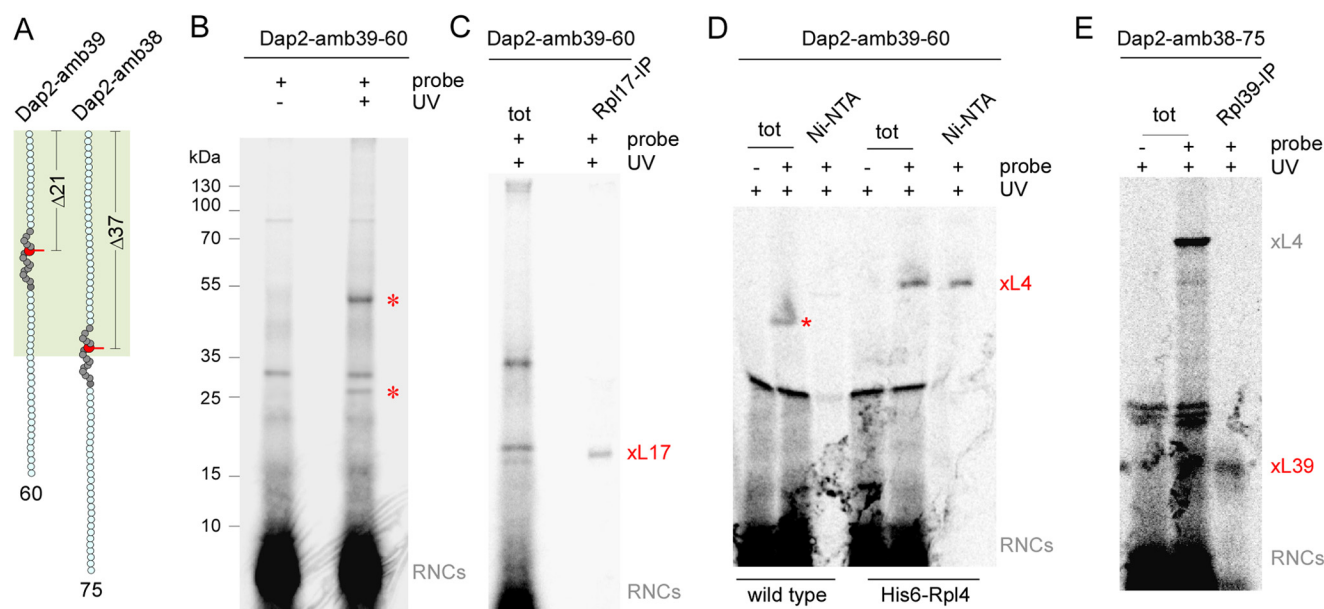 A
Dap2-amb39
Dap2-amb38
Δ21
Δ37
60
75
B
Dap2-amb39-60
+ + probe
- + UV
kDa
130
100
70
55
35
25
15
10
*
*
RNCs
C
Dap2-amb39-60
tot Rpl17-IP
+ + probe
+ + UV
xL17
RNCs
D
Dap2-amb39-60
tot Ni-NTA tot Ni-NTA
- + + - + + probe
+ + + + + + UV
*
xL4
RNCs
wild type His6-Rpl4
E
Dap2-amb38-75
tot Rpl39-IP
- + + probe
+ + + UV
xL4
xL39
RNCs